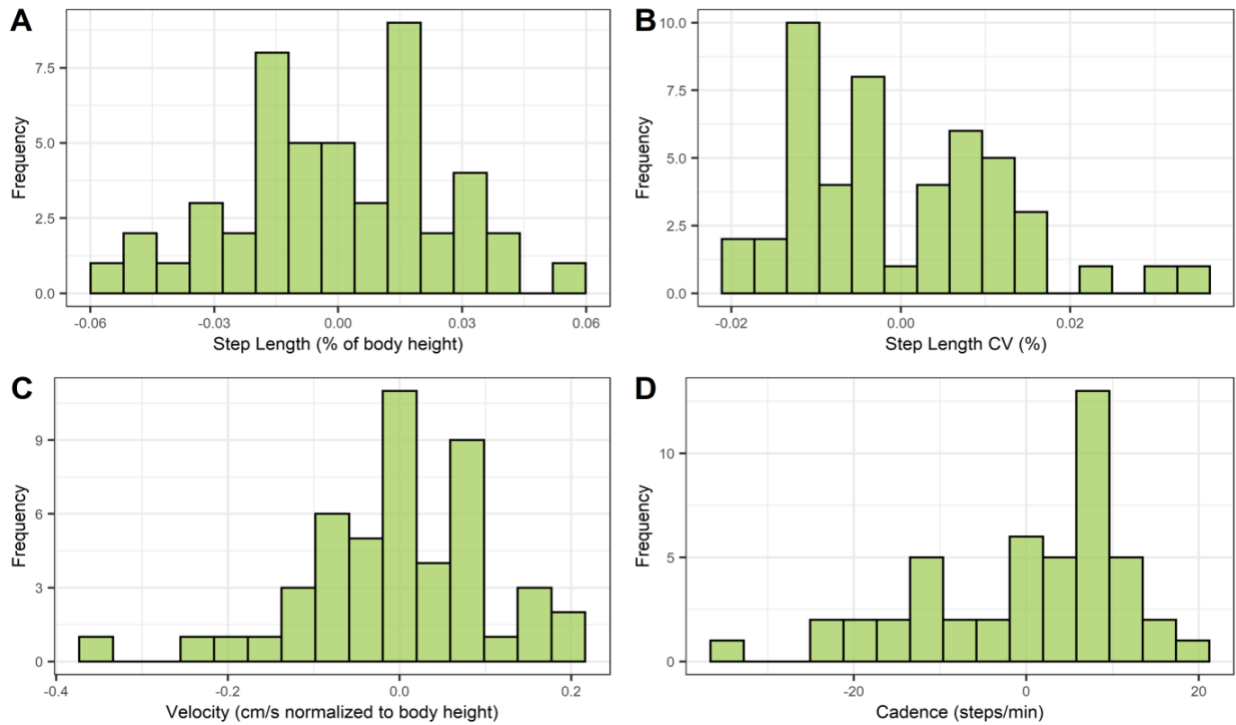 A
Frequency
7.5
5.0
2.5
0.0
-0.06
-0.03
0.00
0.03
0.06
Step Length (% of body height)
B
Frequency
10.0
7.5
5.0
2.5
0.0
-0.02
0.00
0.02
Step Length CV (%)
C
Frequency
9
6
3
0
-0.4
-0.2
0.0
0.2
Velocity (cm/s normalized to body height)
D
Frequency
10
5
0
-20
0
20
Cadence (steps/min)